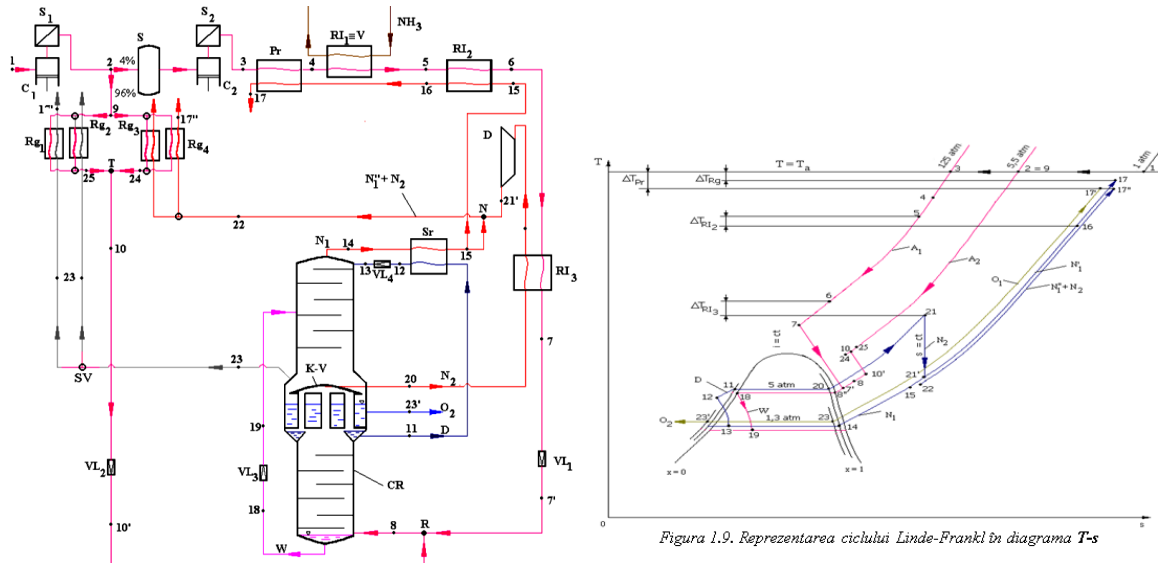 S1
S2
NH3
S
RI1≡V
Pr
RI2
1
2
4%
3
4
5
6
C1
C2
96%
17
16
15
17"
9
17"
Rg1
Rg2
Rg3
Rg4
D
25
T
24
N1"+ N2
21'
N
22
10
N1
14
Sr
15
13
VL4
12
RI3
23
7
SV
23
K-V
20
N2
23'
O2
11
D
19
VL2
VL3
CR
VL1
18
7'
10'
8
R
W
T
125 atm
5,5 atm
1 atm
T = Ta
ΔTPr
ΔTRg
3
2 = 9
1
17
17'
17"
4
5
ΔTRI2
16
A1
A2
O1
N1'
N1"+ N2
6
ΔTRI3
7
21
i = ct
10
25
24
s = ct
N2
10'
8
7'
8"
D
11
5 atm
20
21'
12
18
15
22
W
1,3 atm
23
N1
O2
23'
13
19
14
x = 0
x = 1
0
s
Figura 1.9. Reprezentarea ciclului Linde-Frankl în diagrama T-s